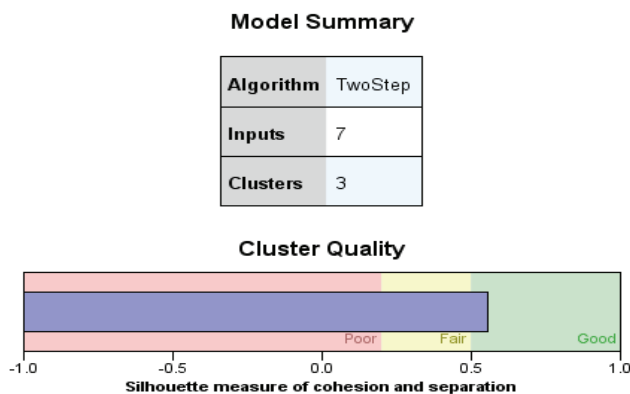 Model Summary
Algorithm TwoStep
Inputs 7
Clusters 3
Cluster Quality
Poor Fair Good
-1.0 -0.5 0.0 0.5 1.0
Silhouette measure of cohesion and separation